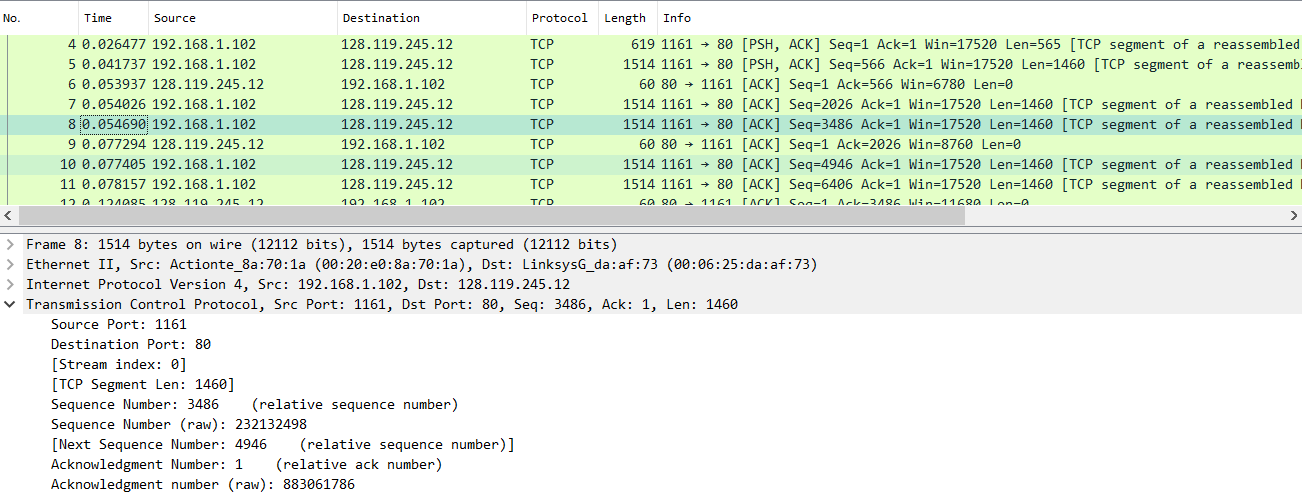 No. Time Source Destination Protocol Length Info
4 0.026477 192.168.1.102 128.119.245.12 TCP 619 1161 → 80 [PSH, ACK] Seq=1 Ack=1 Win=17520 Len=565 [TCP segment of a reassembled
5 0.041737 192.168.1.102 128.119.245.12 TCP 1514 1161 → 80 [PSH, ACK] Seq=566 Ack=1 Win=17520 Len=1460 [TCP segment of a reassemb
6 0.053937 128.119.245.12 192.168.1.102 TCP 60 80 → 1161 [ACK] Seq=1 Ack=566 Win=6780 Len=0
7 0.054026 192.168.1.102 128.119.245.12 TCP 1514 1161 → 80 [ACK] Seq=2026 Ack=1 Win=17520 Len=1460 [TCP segment of a reassembled
8 0.054690 192.168.1.102 128.119.245.12 TCP 1514 1161 → 80 [ACK] Seq=3486 Ack=1 Win=17520 Len=1460 [TCP segment of a reassembled
9 0.077294 128.119.245.12 192.168.1.102 TCP 60 80 → 1161 [ACK] Seq=1 Ack=2026 Win=8760 Len=0
10 0.077405 192.168.1.102 128.119.245.12 TCP 1514 1161 → 80 [ACK] Seq=4946 Ack=1 Win=17520 Len=1460 [TCP segment of a reassembled
11 0.078157 192.168.1.102 128.119.245.12 TCP 1514 1161 → 80 [ACK] Seq=6406 Ack=1 Win=17520 Len=1460 [TCP segment of a reassembled
12 0.124085 128.119.245.12 192.168.1.102 TCP 60 80 → 1161 [ACK] Seq=1 Ack=3486 Win=11680 Len=0
Frame 8: 1514 bytes on wire (12112 bits), 1514 bytes captured (12112 bits)
Ethernet II, Src: Actionte_8a:70:1a (00:20:e0:8a:70:1a), Dst: LinksysG_da:af:73 (00:06:25:da:af:73)
Internet Protocol Version 4, Src: 192.168.1.102, Dst: 128.119.245.12
Transmission Control Protocol, Src Port: 1161, Dst Port: 80, Seq: 3486, Ack: 1, Len: 1460
Source Port: 1161
Destination Port: 80
[Stream index: 0]
[TCP Segment Len: 1460]
Sequence Number: 3486 (relative sequence number)
Sequence Number (raw): 232132498
[Next Sequence Number: 4946 (relative sequence number)]
Acknowledgment Number: 1 (relative ack number)
Acknowledgment number (raw): 883061786